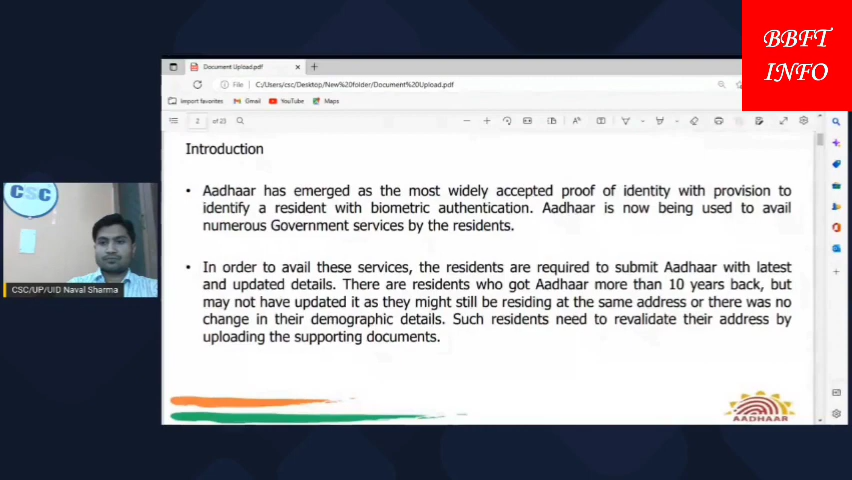 BBFT
INFO
Document Upload.pdf
File
C:/Users/csc/Desktop/New%20folder/Document%20Upload.pdf
Import favorites
Gmail
YouTube
Maps
2
of 23
Introduction
• Aadhaar has emerged as the most widely accepted proof of identity with provision to
identify a resident with biometric authentication. Aadhaar is now being used to avail
numerous Government services by the residents.
• In order to avail these services, the residents are required to submit Aadhaar with latest
and updated details. There are residents who got Aadhaar more than 10 years back, but
may not have updated it as they might still be residing at the same address or there was no
change in their demographic details. Such residents need to revalidate their address by
uploading the supporting documents.
CSC
CSC/UP/UID Naval Sharma
AADHAAR